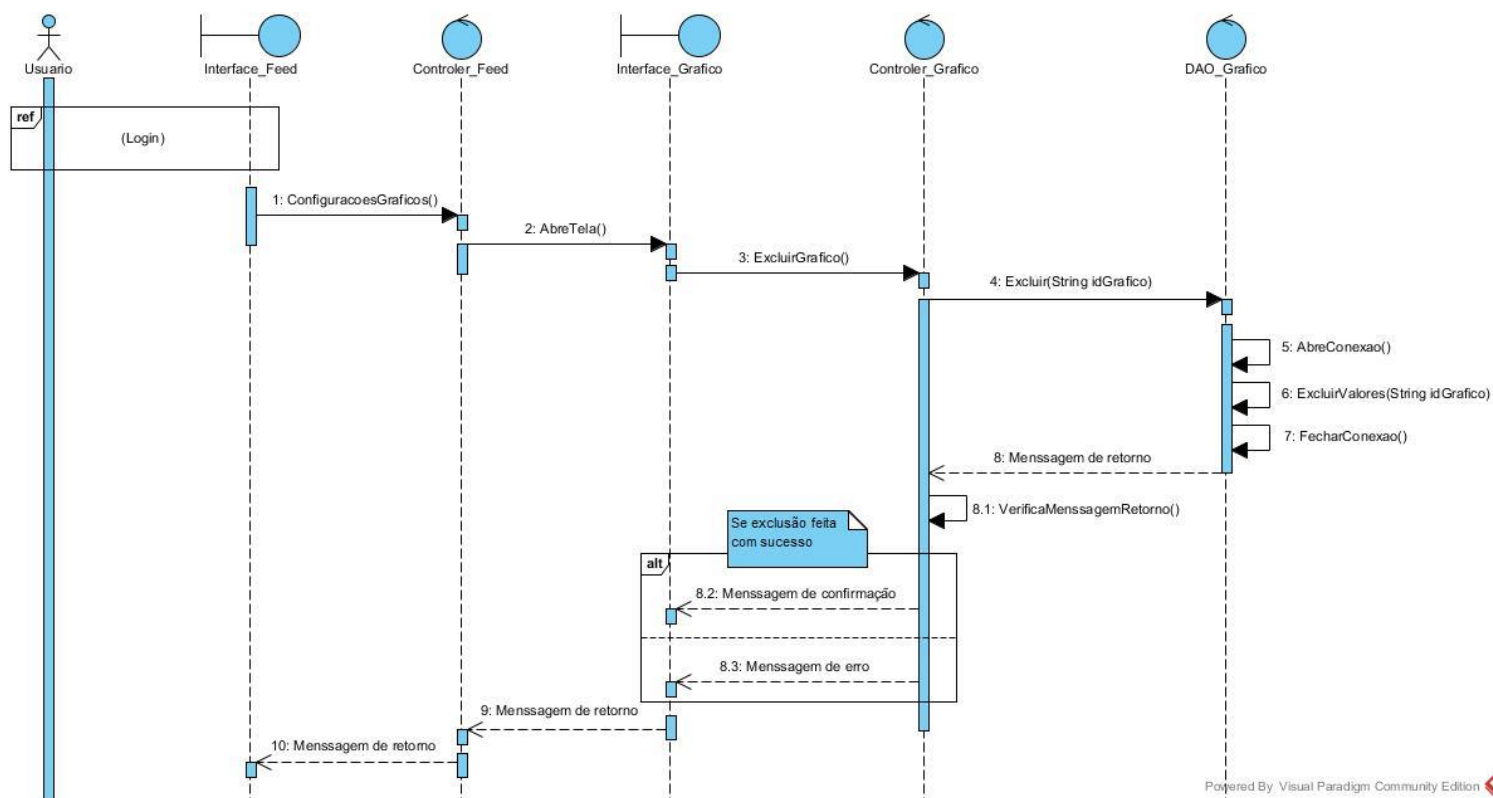 Usuario
Interface_Feed
Controler_Feed
Interface_Grafico
Controler_Grafico
DAO_Grafico
ref
(Login)
1: ConfiguracoesGraficos()
2: AbreTela()
3: ExcluirGrafico()
4: Excluir(String idGrafico)
5: AbreConexao()
6: ExcluirValores(String idGrafico)
7: FecharConexao()
8: Menssagem de retorno
8.1: VerificaMenssagemRetorno()
Se exclusão feita
com sucesso
alt
8.2: Menssagem de confirmação
8.3: Menssagem de erro
9: Menssagem de retorno
10: Menssagem de retorno
Powered By Visual Paradigm Community Edition